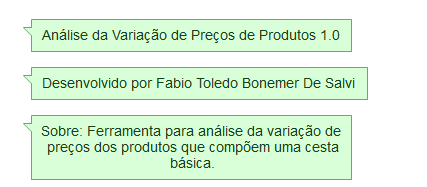 Análise da Variação de Preços de Produtos 1.0
Desenvolvido por Fabio Toledo Bonemer De Salvi
Sobre: Ferramenta para análise da variação de
preços dos produtos que compõem uma cesta
básica.